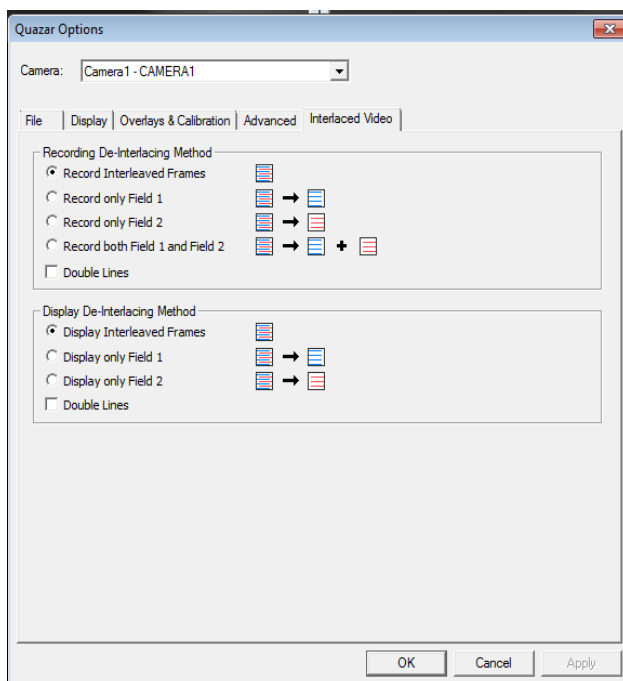 Quazar Options
Camera: Camera1 - CAMERA1
File Display Overlays & Calibration Advanced Interlaced Video
Recording De-Interlacing Method
Record Interleaved Frames
Record only Field 1
Record only Field 2
Record both Field 1 and Field 2
Double Lines
Display De-Interlacing Method
Display Interleaved Frames
Display only Field 1
Display only Field 2
Double Lines
OK Cancel Apply